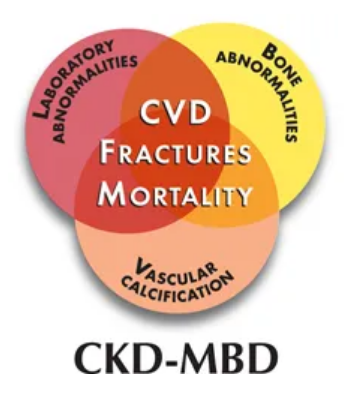 LABORATORY
ABNORMALITIES
BONE
ABNORMALITIES
CVD
FRACTURES
MORTALITY
VASCULAR
CALCIFICATION
CKD-MBD